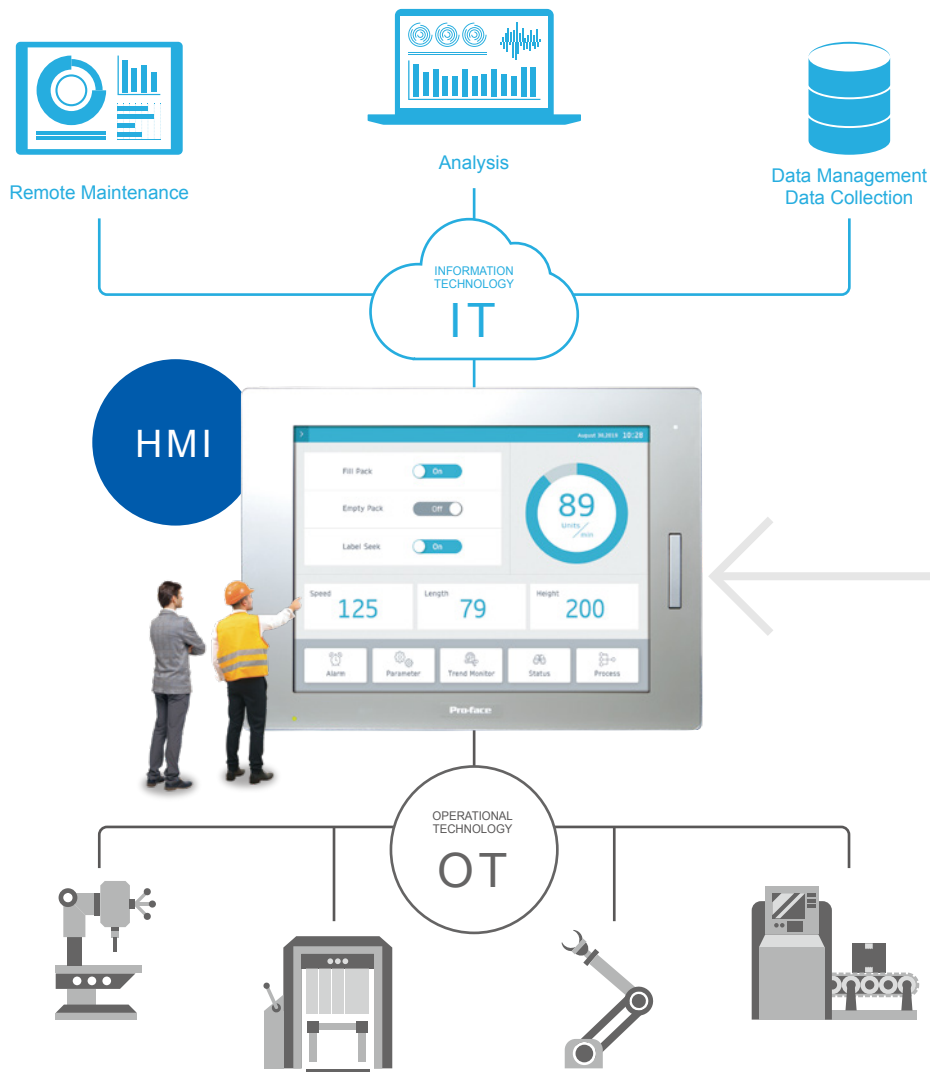 Remote Maintenance
Analysis
Data Management
Data Collection
INFORMATION
TECHNOLOGY
IT
HMI
August 30,2019 10:28
Fill Pack
On
Empty Pack
Off
Label Seek
On
89
Units/min
Speed
125
Length
79
Height
200
Alarm
Parameter
Trend Monitor
Status
Process
Pro-face
OPERATIONAL
TECHNOLOGY
OT